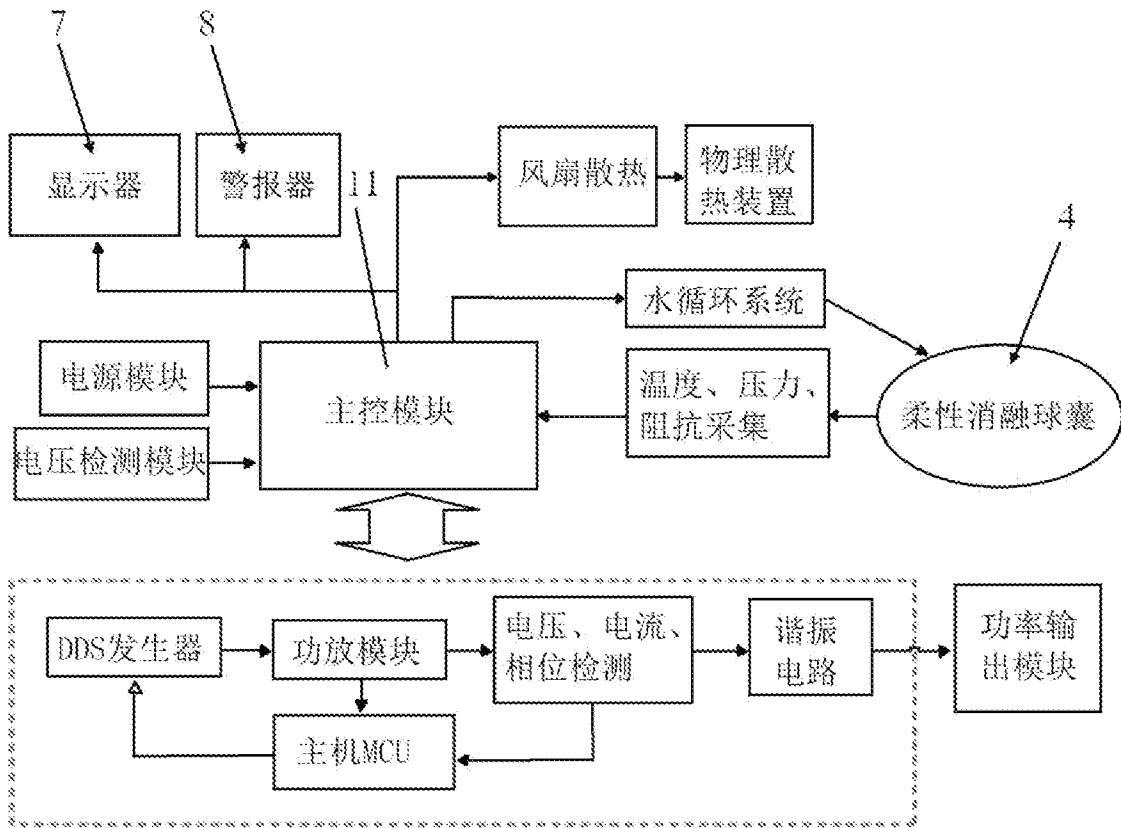 7
8
显示器
警报器
11
风扇散热
物理散
热装置
4
水循环系统
电源模块
主控模块
温度、压力、
阻抗采集
柔性消融球囊
电压检测模块
DDS发生器
功放模块
电压、电流、
相位检测
谐振
电路
功率输
出模块
主机MCU